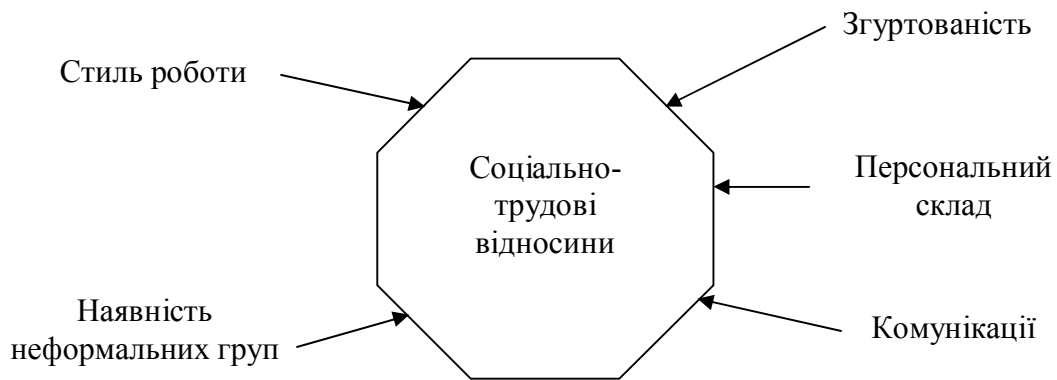 Згуртованість
Стиль роботи
Соціально-
трудові
відносини
Персональний
склад
Наявність
неформальних груп
Комунікації